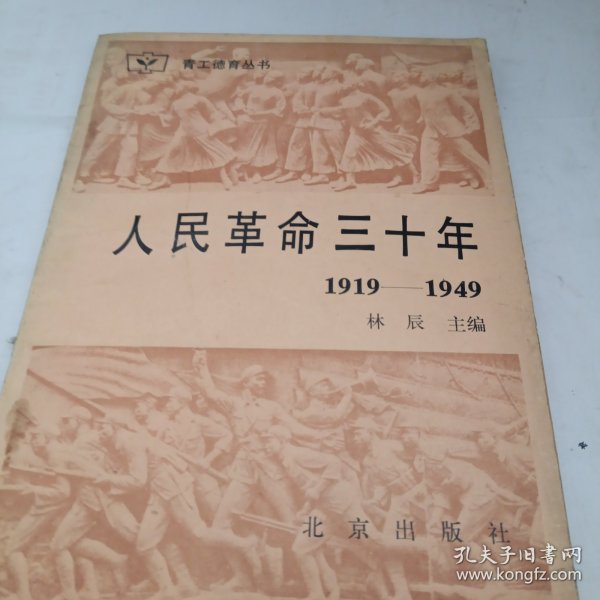 青工德育丛书
人民革命三十年
1919——1949
林辰 主编
北京出版社
孔夫子旧书网
www.kongfz.com